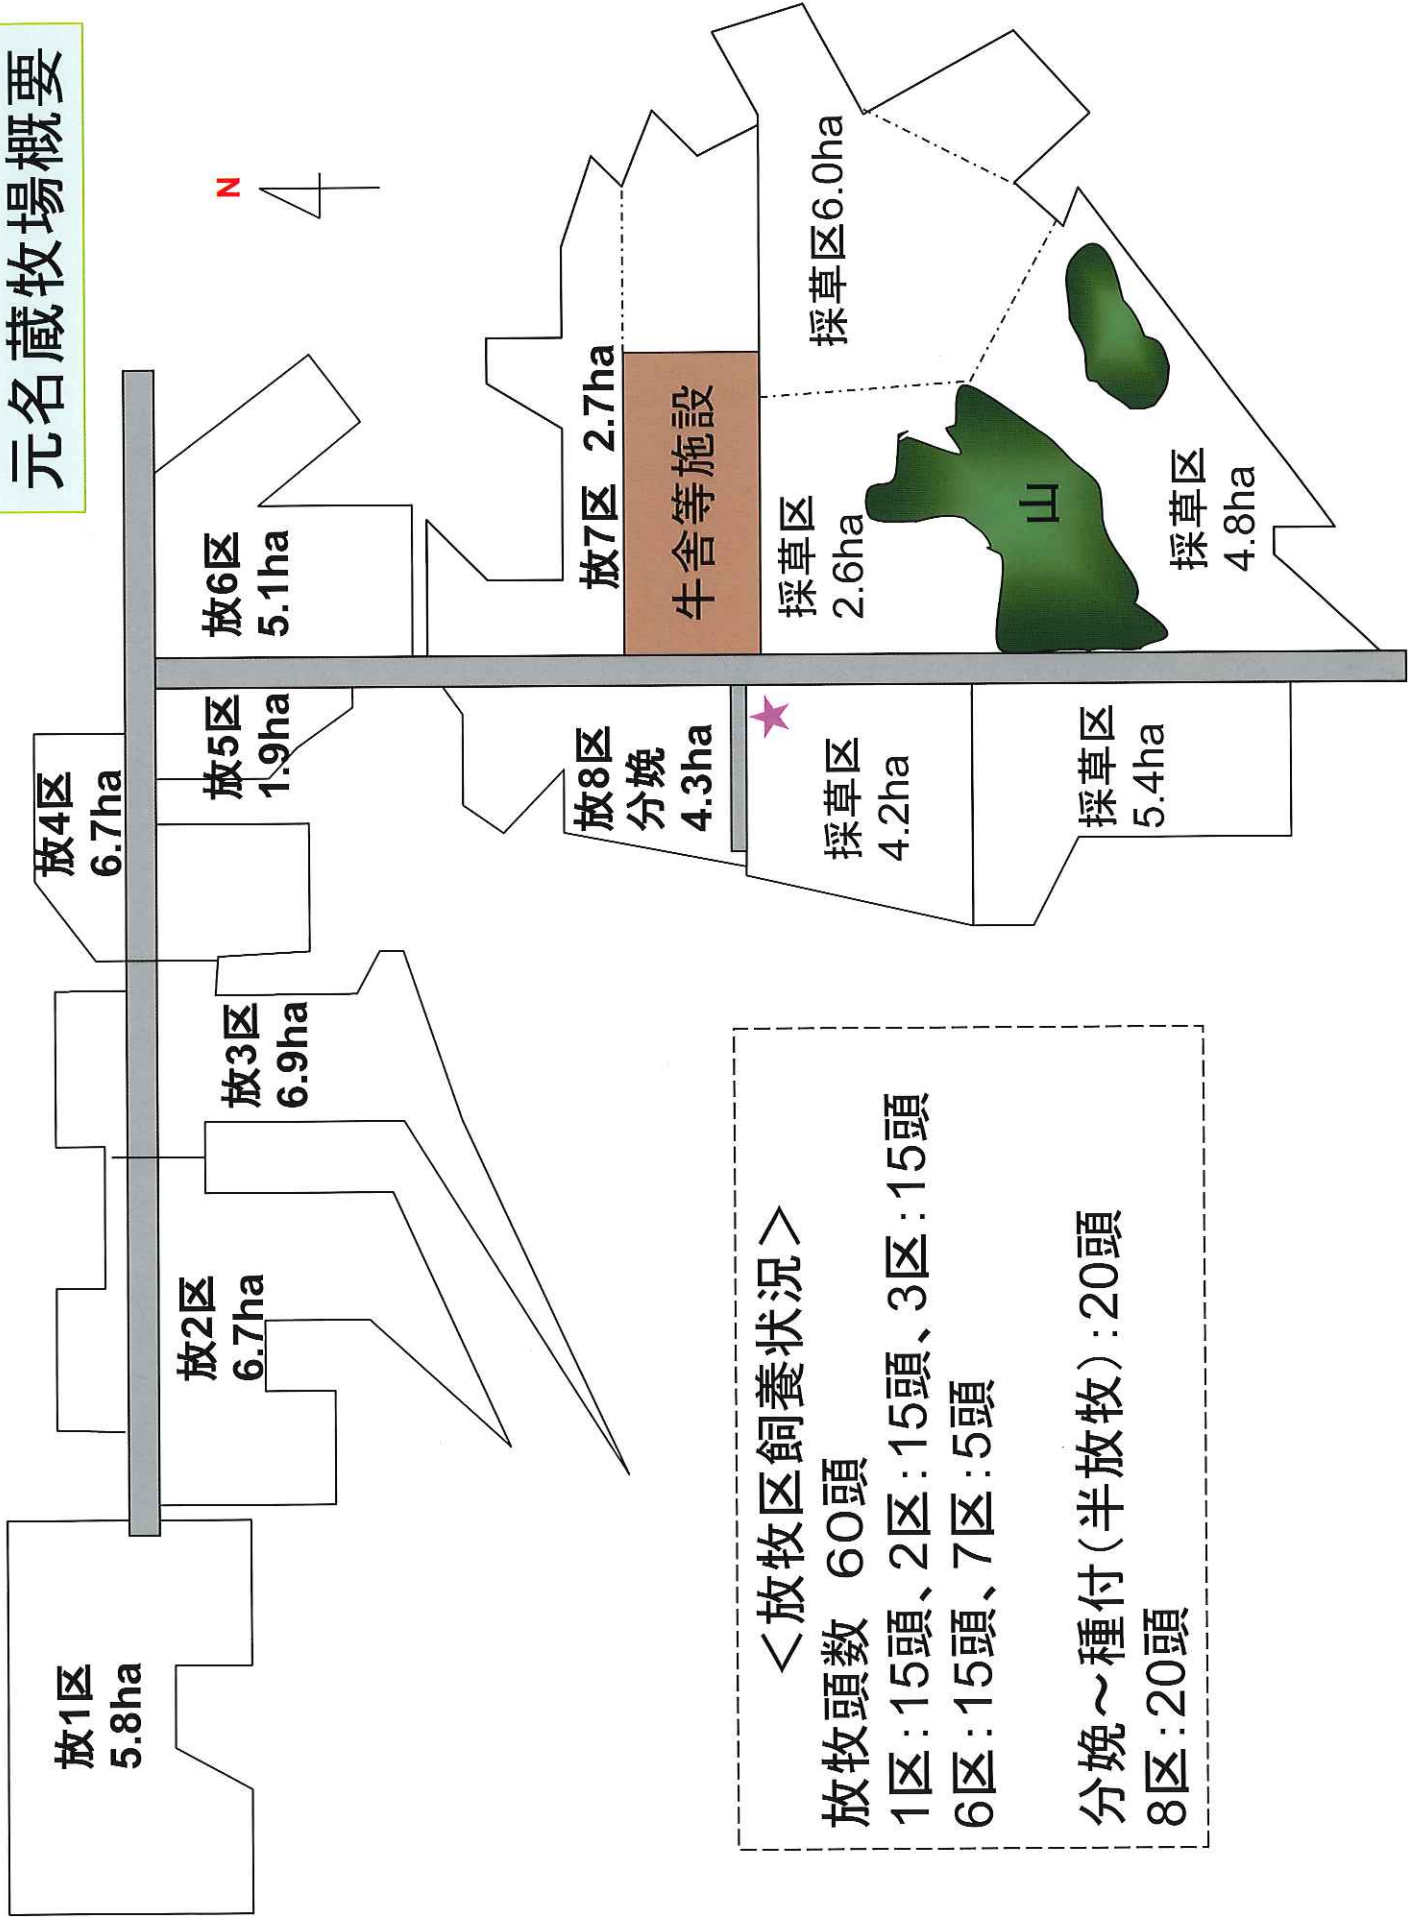 元名蔵牧場概要
N
放1区
5.8ha
放2区
6.7ha
放3区
6.9ha
放4区
6.7ha
放5区
1.9ha
放6区
5.1ha
放7区 2.7ha
牛舎等施設
放8区
分娩
4.3ha
採草区6.0ha
採草区
2.6ha
山
採草区
4.8ha
採草区
4.2ha
採草区
5.4ha
＜放牧区飼養状況＞
放牧頭数 60頭
1区:15頭、2区:15頭、3区:15頭
6区:15頭、7区:5頭
分娩～種付(半放牧):20頭
8区:20頭